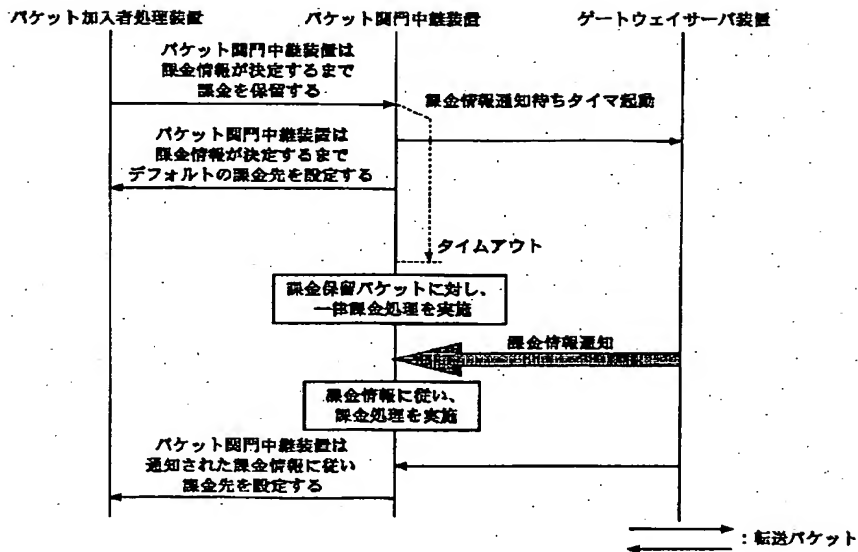 パケット加入者処理装置
パケット関門中継装置
ゲートウェイサーバ装置
パケット関門中継装置は
課金情報が決定するまで
課金を保留する
課金情報通知待ちタイマ起動
パケット関門中継装置は
課金情報が決定するまで
デフォルトの課金先を設定する
タイムアウト
課金保留パケットに対し、
一律課金処理を実施
課金情報通知
課金情報に従い、
課金処理を実施
パケット関門中継装置は
通知された課金情報に従い
課金先を設定する
：転送パケット